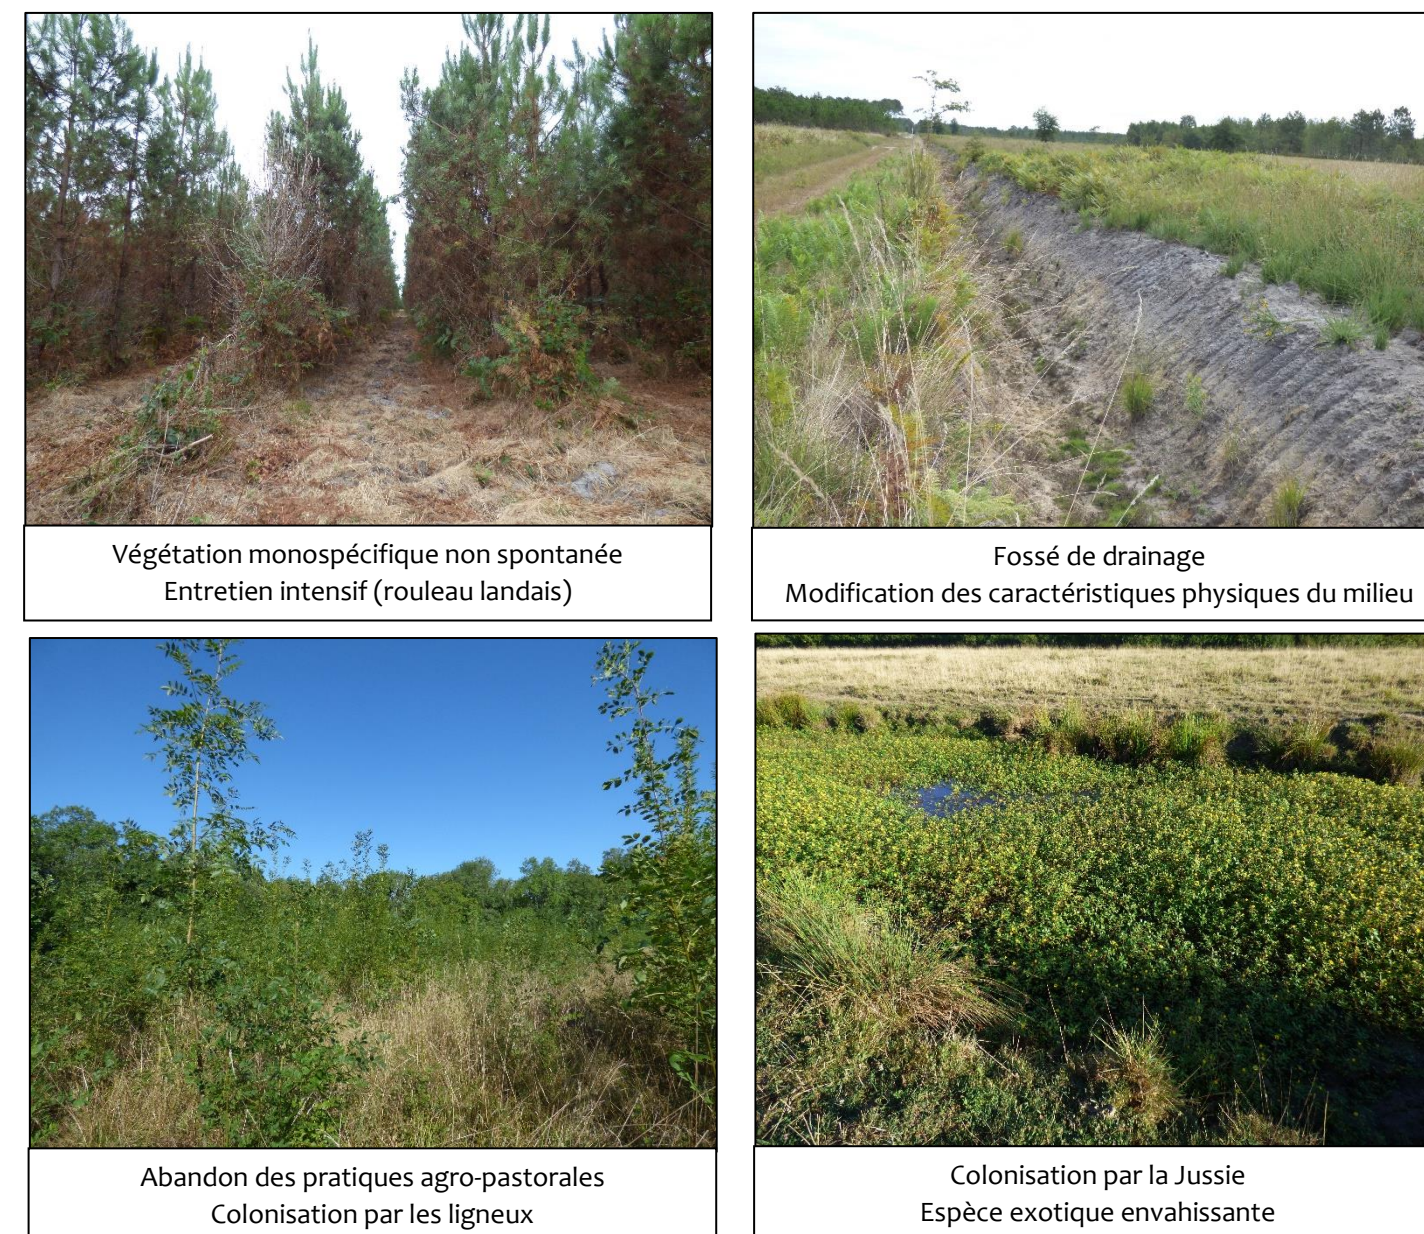 Végétation monospécifique non spontanée
Entretien intensif (rouleau landais)
Fossé de drainage
Modification des caractéristiques physiques du milieu
Abandon des pratiques agro-pastorales
Colonisation par les ligneux
Colonisation par la Jussie
Espèce exotique envahissante